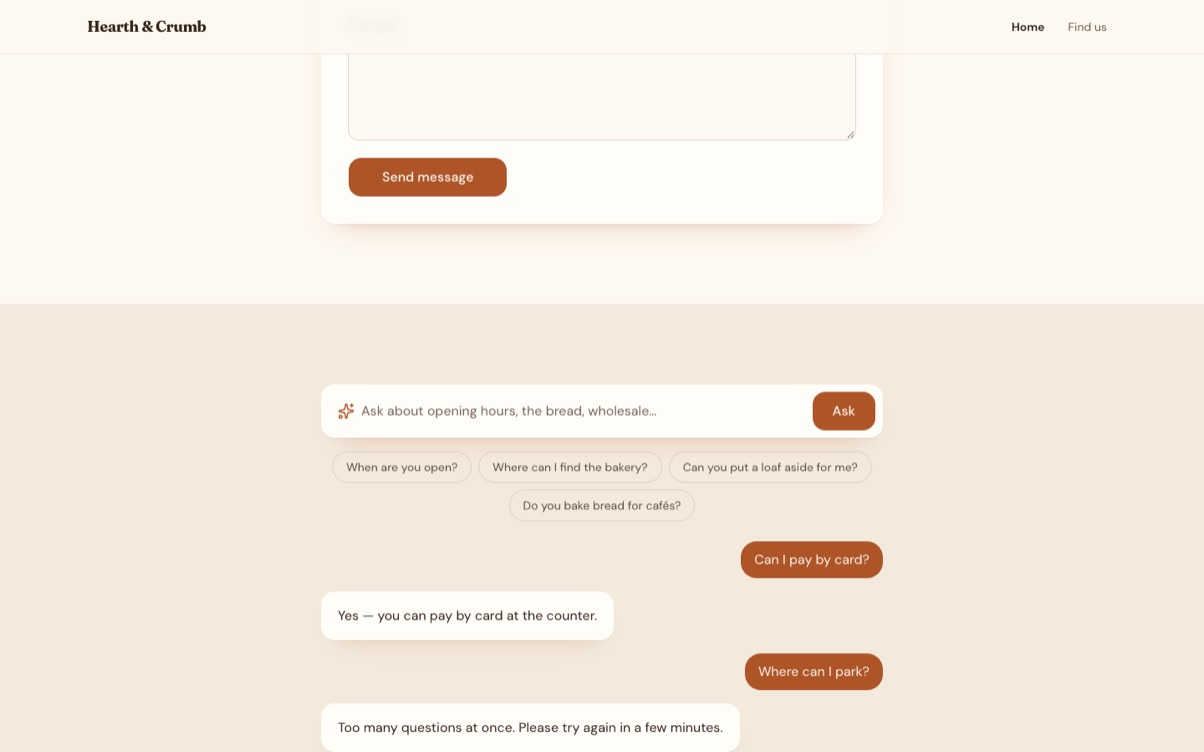 Hearth & Crumb
Home
Find us
Send message
Ask about opening hours, the bread, wholesale...
Ask
When are you open?
Where can I find the bakery?
Can you put a loaf aside for me?
Do you bake bread for cafés?
Can I pay by card?
Yes — you can pay by card at the counter.
Where can I park?
Too many questions at once. Please try again in a few minutes.